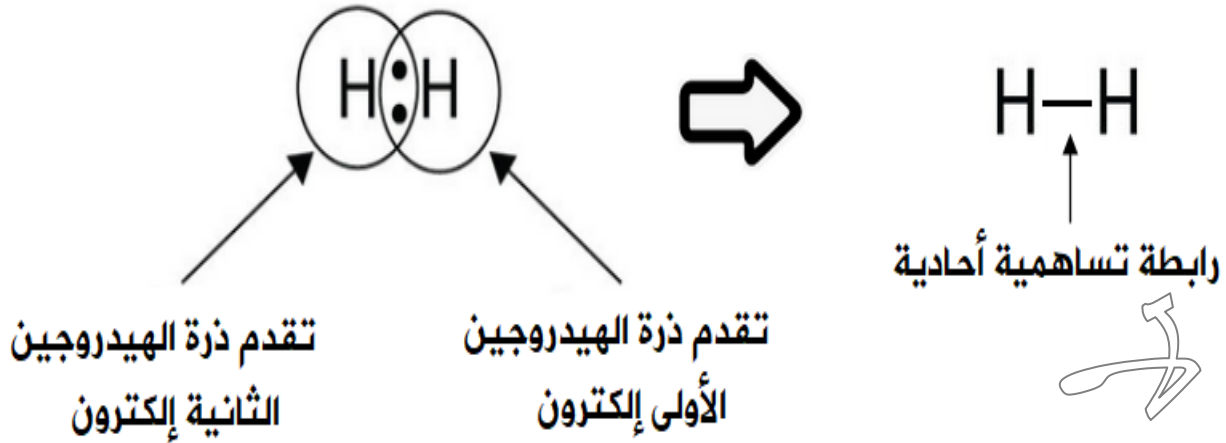 H : H
H — H
رابطة تساهمية أحادية
تقدم ذرة الهيدروجين
الأولى إلكترون
تقدم ذرة الهيدروجين
الثانية إلكترون